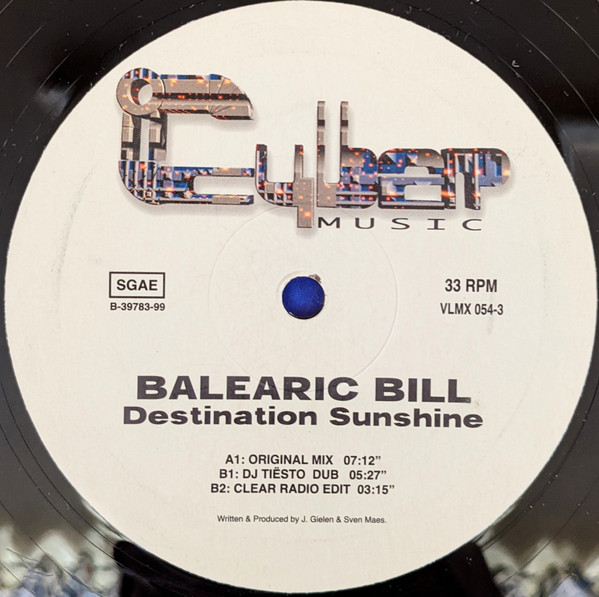 Cyber
MUSIC
SGAE
B-39783-99
33 RPM
VLMX 054-3
BALEARIC BILL
Destination Sunshine
A1: ORIGINAL MIX 07:12”
B1: DJ TIËSTO DUB 05:27”
B2: CLEAR RADIO EDIT 03:15”
Written & Produced by J. Gielen & Sven Maes.